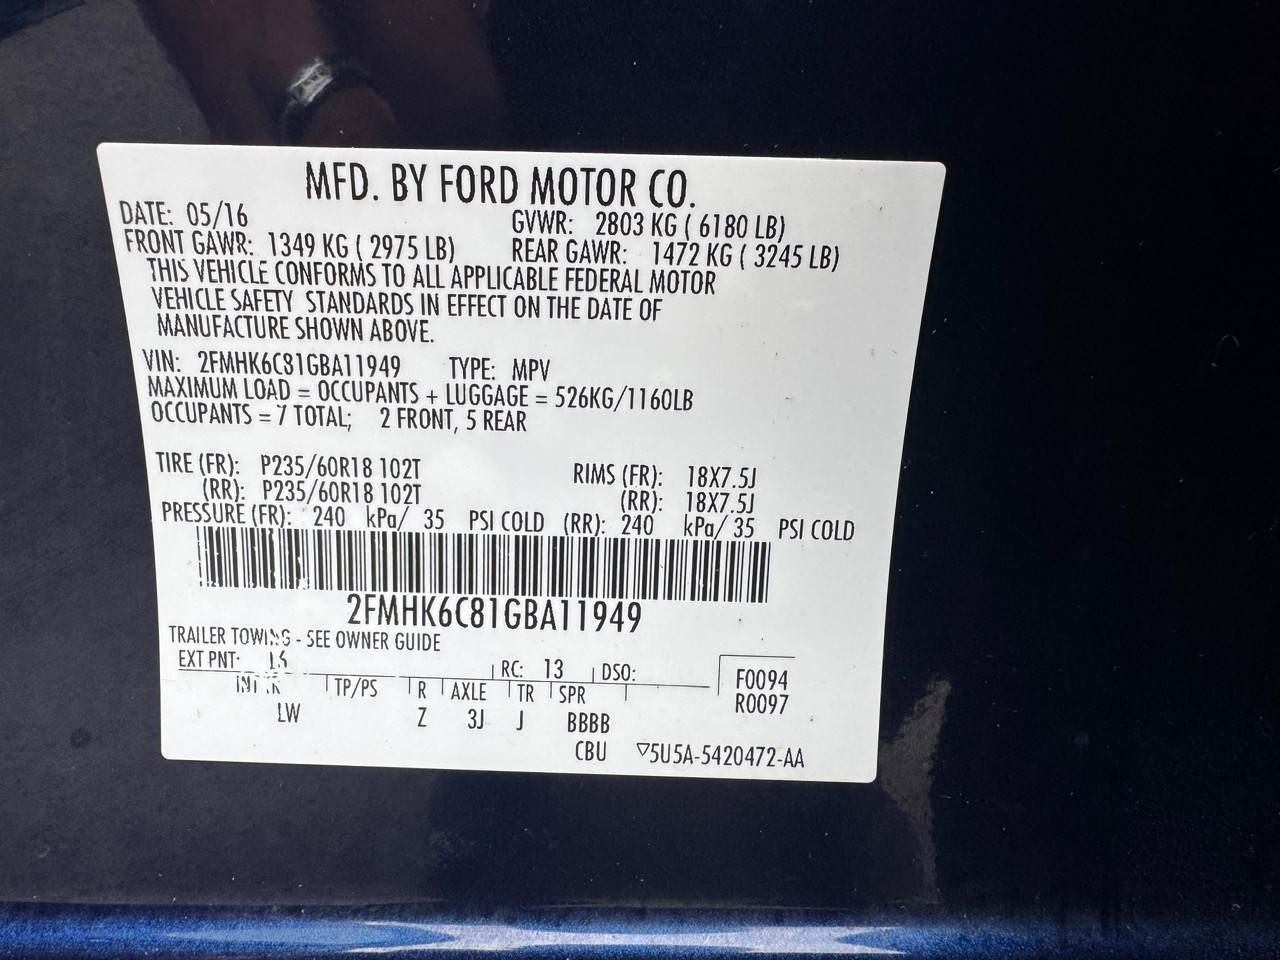 MFD. BY FORD MOTOR CO.
DATE: 05/16 GVWR: 2803 KG ( 6180 LB)
FRONT GAWR: 1349 KG ( 2975 LB) REAR GAWR: 1472 KG ( 3245 LB)
THIS VEHICLE CONFORMS TO ALL APPLICABLE FEDERAL MOTOR
VEHICLE SAFETY STANDARDS IN EFFECT ON THE DATE OF
MANUFACTURE SHOWN ABOVE.
VIN: 2FMHK6C81GBA11949 TYPE: MPV
MAXIMUM LOAD = OCCUPANTS + LUGGAGE = 526KG/1160LB
OCCUPANTS = 7 TOTAL; 2 FRONT, 5 REAR
TIRE (FR): P235/60R18 102T RIMS (FR): 18X7.5J
(RR): P235/60R18 102T (RR): 18X7.5J
PRESSURE (FR): 240 kPa/ 35 PSI COLD (RR): 240 kPa/ 35 PSI COLD
2FMHK6C81GBA11949
TRAILER TOWING - SEE OWNER GUIDE
EXT PNT: RC: 13 DSO: F0094
TP/PS R AXLE TR SPR R0097
LW Z 3J J BBBB
CBU ▽5U5A-5420472-AA